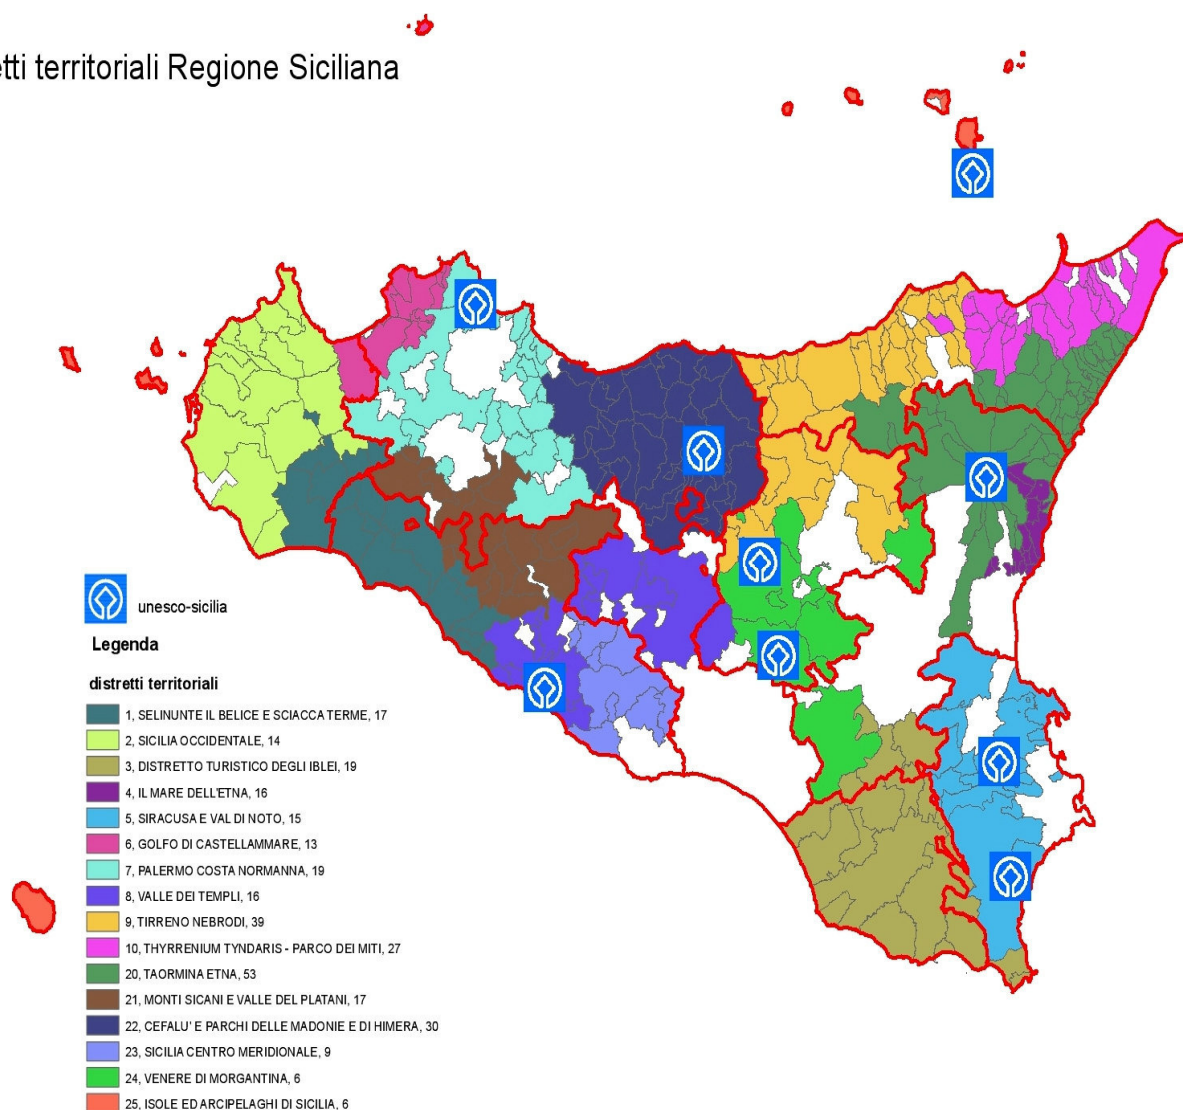 tti territoriali Regione Siciliana
unesco-sicilia
Legenda
distretti territoriali
1, SELINUNTE IL BELICE E SCIACCA TERME, 17
2, SICILIA OCCIDENTALE, 14
3, DISTRETTO TURISTICO DEGLI IBLEI, 19
4, IL MARE DELL'ETNA, 16
5, SIRACUSA E VAL DI NOTO, 15
6, GOLFO DI CASTELLAMMARE, 13
7, PALERMO COSTA NORMANNA, 19
8, VALLE DEI TEMPLI, 16
9, TIRRENO NEBRODI, 39
10, THYRRENIUM TYNDARIS - PARCO DEI MITI, 27
20, TAORMINA ETNA, 53
21, MONTI SICANI E VALLE DEL PLATANI, 17
22, CEFALU' E PARCHI DELLE MADONIE E DI HIMERA, 30
23, SICILIA CENTRO MERIDIONALE, 9
24, VENERE DI MORGANTINA, 6
25, ISOLE ED ARCIPELAGHI DI SICILIA, 6